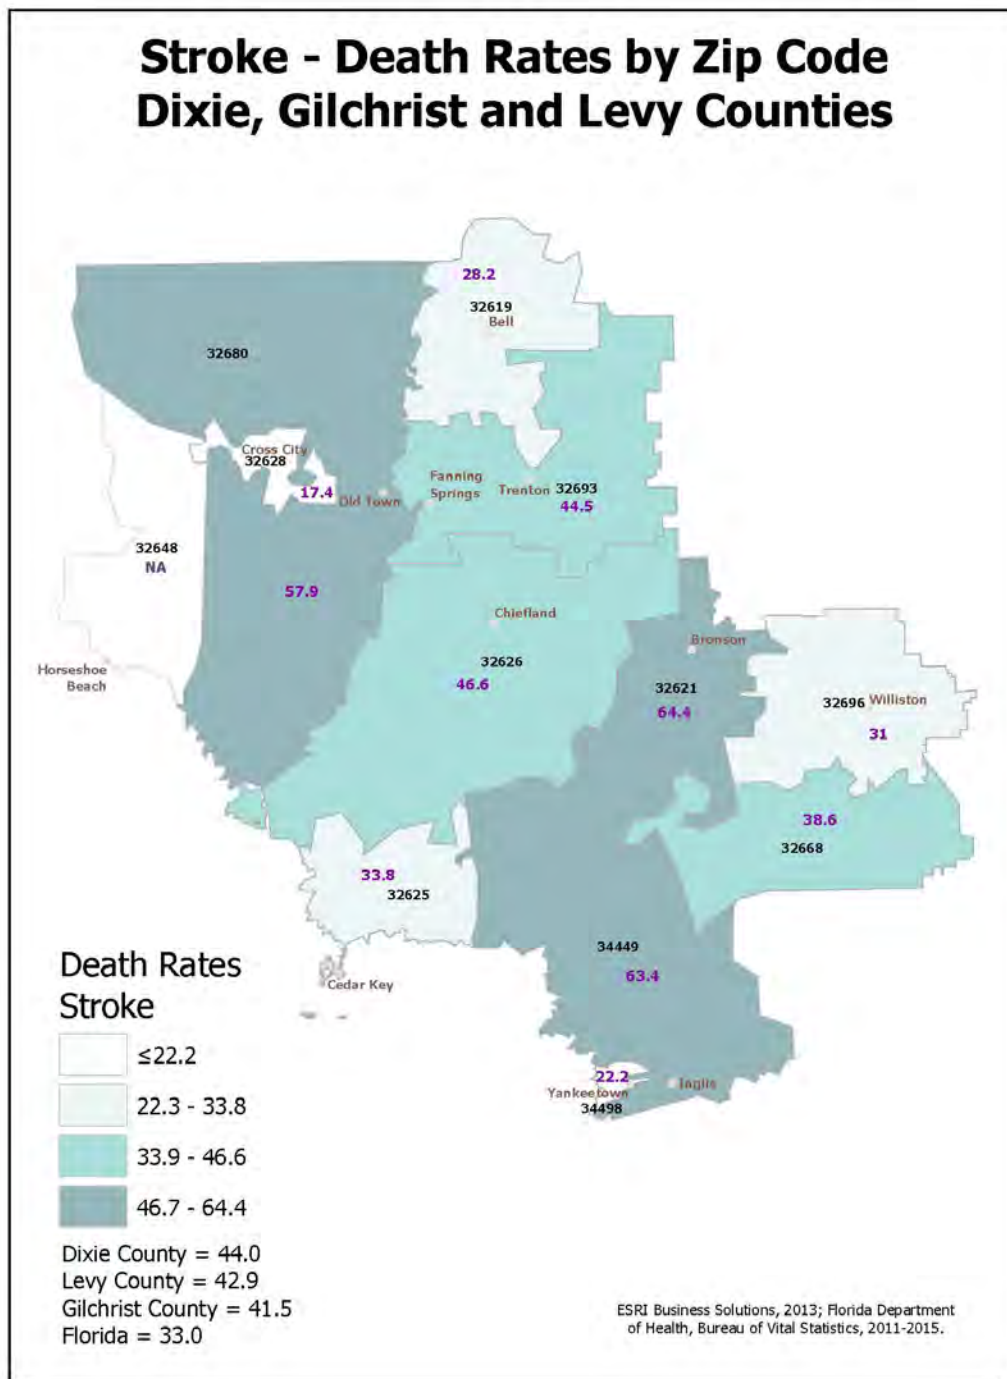 Stroke - Death Rates by Zip Code
Dixie, Gilchrist and Levy Counties
28.2
32619
Bell
32680
Cross City
32628
17.4
Old Town
Fanning
Springs
Trenton
32693
44.5
32648
NA
57.9
Chiefland
32626
46.6
Bronson
32621
64.4
32696
Williston
31
Horseshoe
Beach
38.6
32668
33.8
32625
34449
63.4
Cedar Key
22.2
Yankeetown
Inglis
34498
Death Rates
Stroke
≤22.2
22.3 - 33.8
33.9 - 46.6
46.7 - 64.4
Dixie County = 44.0
Levy County = 42.9
Gilchrist County = 41.5
Florida = 33.0
ESRI Business Solutions, 2013; Florida Department
of Health, Bureau of Vital Statistics, 2011-2015.